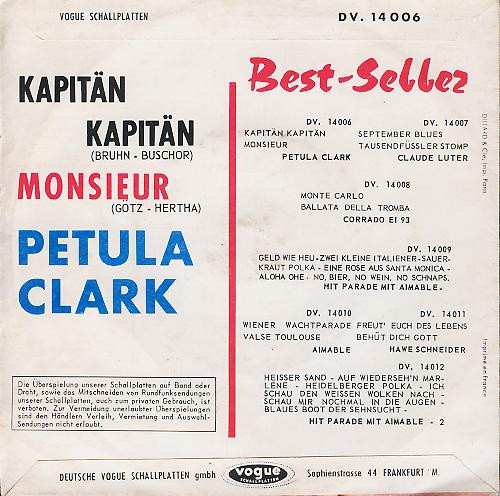 VOGUE SCHALLPLATTEN
DV. 14006
KAPITÄN
KAPITÄN
(BRUHN - BUSCHOR)
MONSIEUR
(GÖTZ - HERTHA)
PETULA
CLARK
Die Überspielung unserer Schallplatten auf Band oder
Draht, sowie das Mitschneiden von Rundfunksendungen
unserer Schallplatten, auch zum privaten Gebrauch, ist
verboten. Zur Vermeidung unerlaubter Überspielungen
sind den Händlern Verleih, Vermietung und Auswahl-
Sendungen nicht erlaubt.
Best-Seller
DV. 14006
KAPITÄN KAPITÄN
MONSIEUR
PETULA CLARK
DV. 14007
SEPTEMBER BLUES
TAUSENDFÜSSLER STOMP
CLAUDE LUTER
DV. 14008
MONTE CARLO
BALLATA DELLA TROMBA
CORRADO EI 93
DV. 14009
GELD WIE HEU-ZWEI KLEINE ITALIENER-SAUER-
KRAUT POLKA - EINE ROSE AUS SANTA MONICA -
ALOHA OHE - NO, BIER, NO WEIN, NO SCHNAPS.
HIT PARADE MIT AIMABLE-
DV. 14010
WIENER WACHTPARADE
VALSE TOULOUSE
AIMABLE
DV. 14011
FREUT' EUCH DES LEBENS
BEHÜT DICH GOTT
HAWE SCHNEIDER
DV. 14012
HEISSER SAND - AUF WIEDERSEH'N MAR-
LENE - HEIDELBERGER POLKA - ICH
SCHAU DEN WEISSEN WOLKEN NACH -
SCHAU MIR NOCHMAL IN DIE AUGEN -
BLAUES BOOT DER SEHNSUCHT -
HIT PARADE MIT AIMABLE - 2
DILLARD & Cie, Imp. Paris
Imprimé en France
DEUTSCHE VOGUE SCHALLPLATTEN gmbh
vogue
SCHALLPLATTEN
Sophienstrasse 44 FRANKFURT/M.